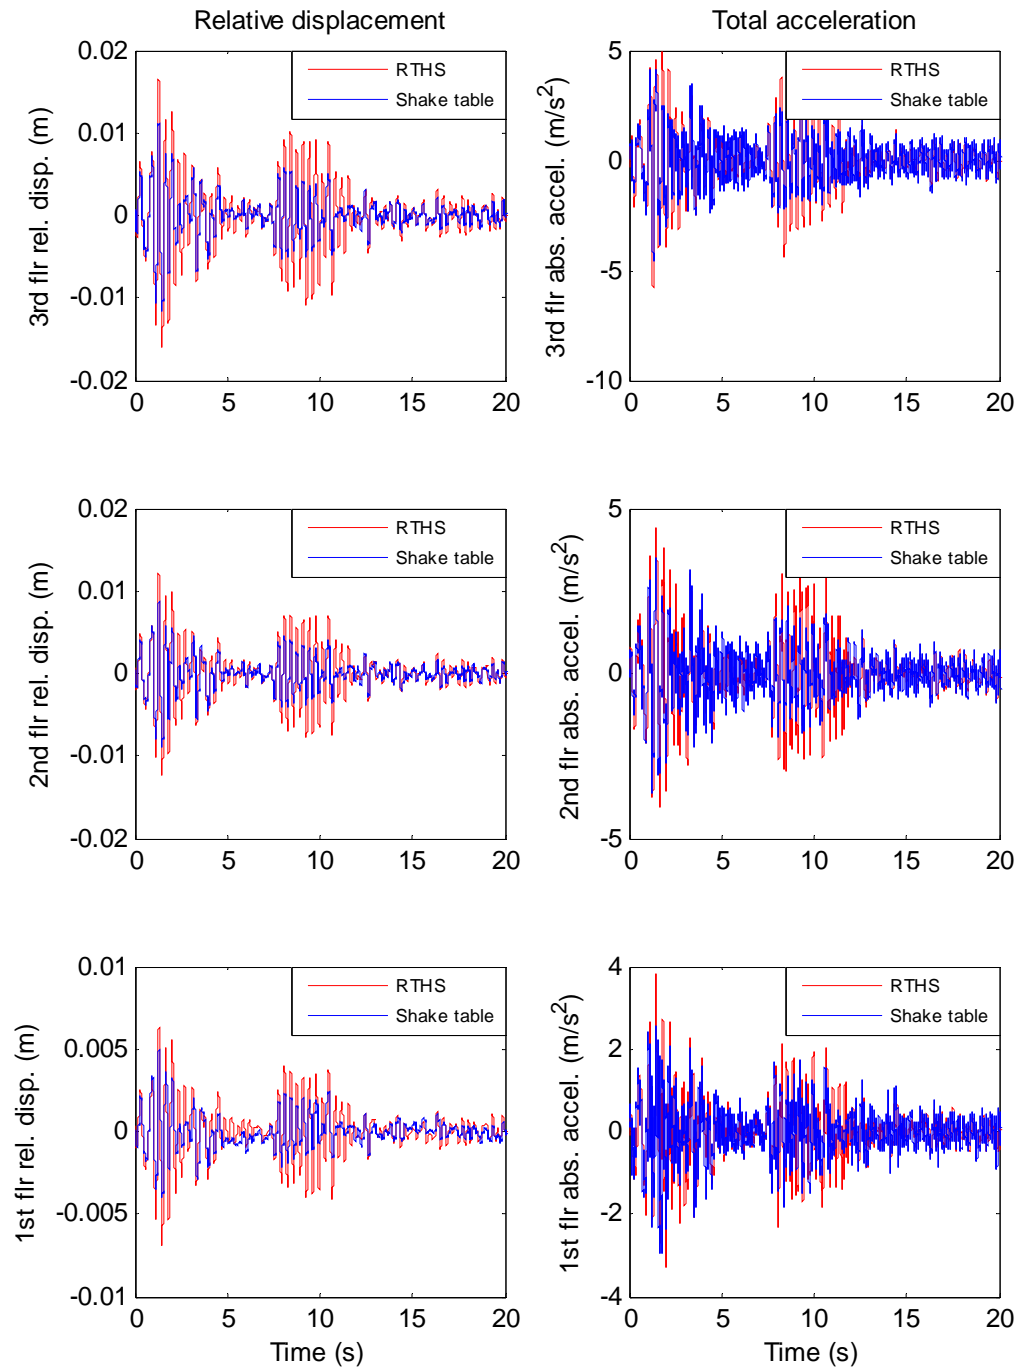 Relative displacement
Total acceleration
0.02
0.01
0
-0.01
-0.02
3rd flr rel. disp. (m)
RTHS
Shake table
0 5 10 15 20
5
0
-5
-10
3rd flr abs. accel. (m/s²)
RTHS
Shake table
0 5 10 15 20
0.02
0.01
0
-0.01
-0.02
2nd flr rel. disp. (m)
RTHS
Shake table
0 5 10 15 20
5
0
-5
2nd flr abs. accel. (m/s²)
RTHS
Shake table
0 5 10 15 20
0.01
0.005
0
-0.005
-0.01
1st flr rel. disp. (m)
RTHS
Shake table
0 5 10 15 20
Time (s)
4
2
0
-2
-4
1st flr abs. accel. (m/s²)
RTHS
Shake table
0 5 10 15 20
Time (s)